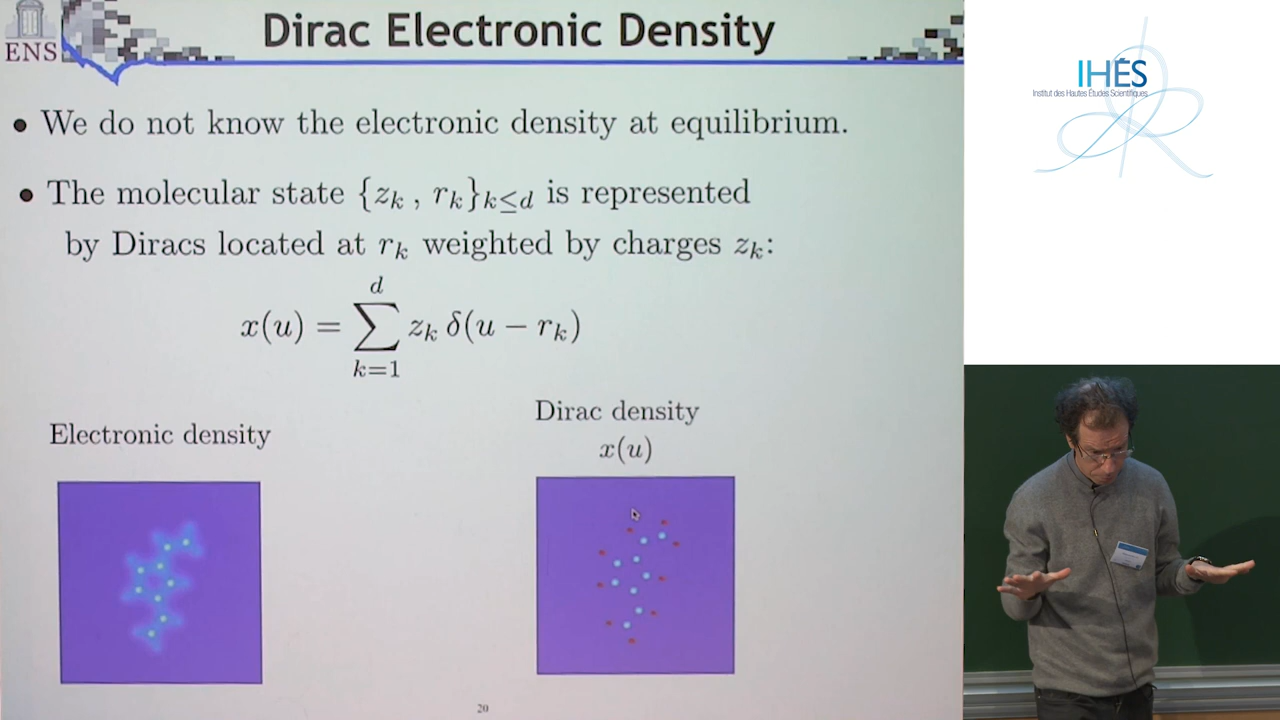 ENS
Dirac Electronic Density
• We do not know the electronic density at equilibrium.
• The molecular state {z_k , r_k}_{k≤d} is represented
by Diracs located at r_k weighted by charges z_k:
x(u) = ∑_{k=1}^{d} z_k δ(u − r_k)
Electronic density
Dirac density
x(u)
20
IHÉS
Institut des Hautes Études Scientifiques